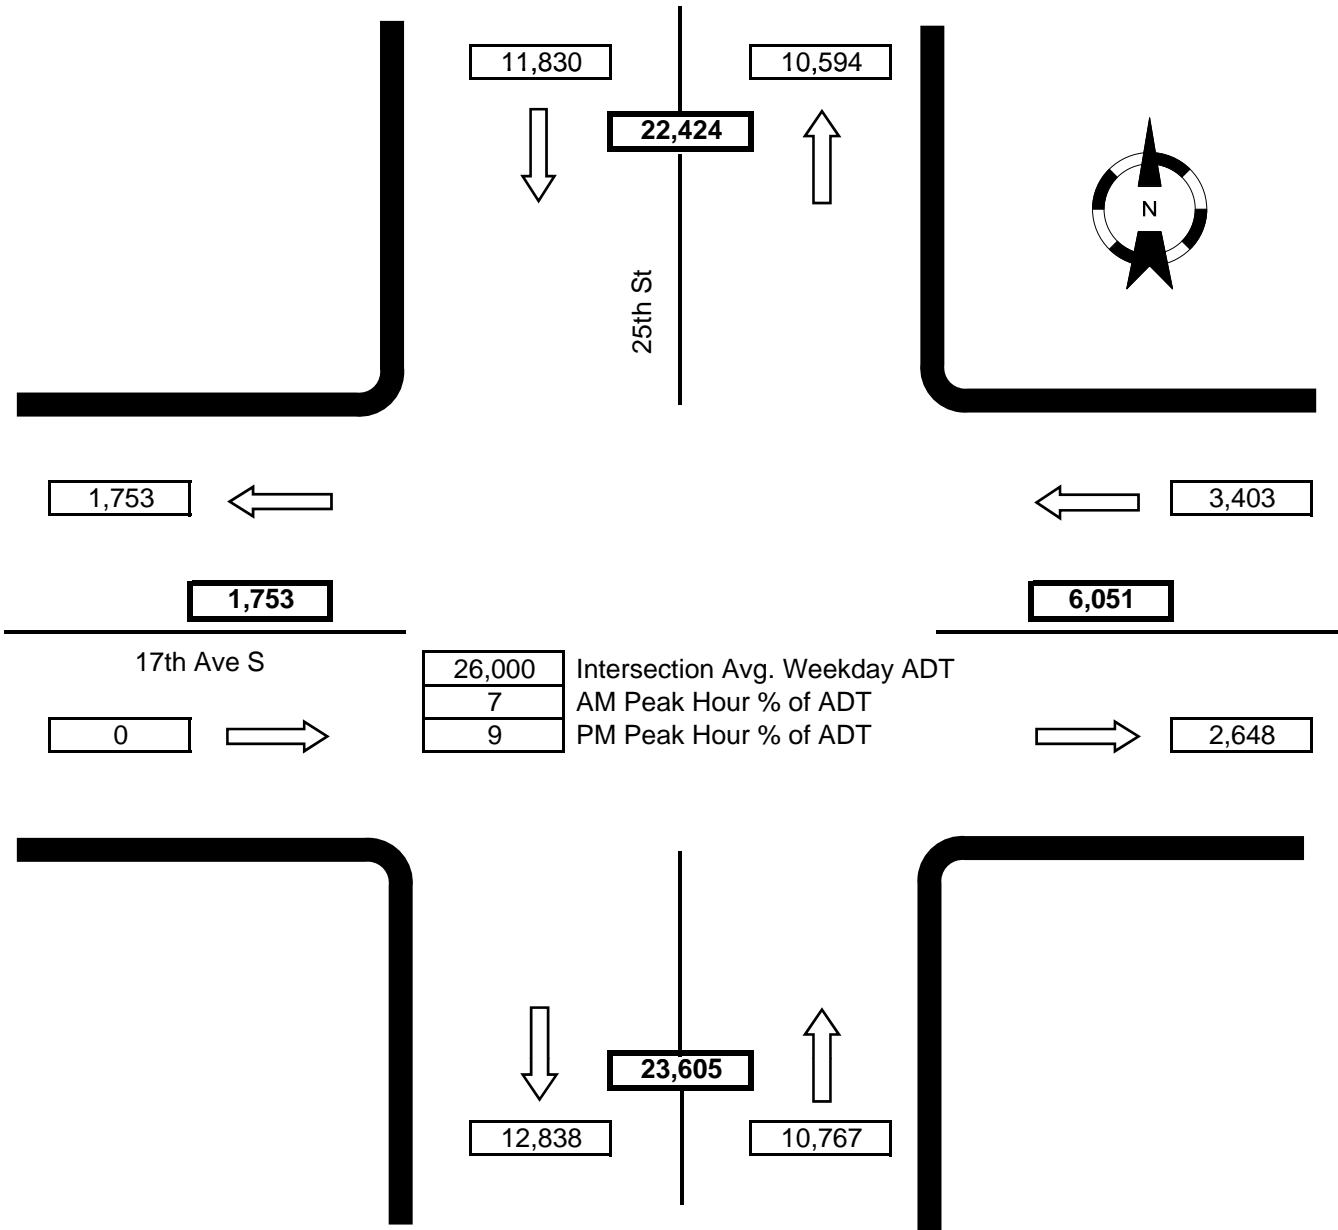 11,830
10,594
22,424
N
25th St
1,753
3,403
1,753
6,051
17th Ave S
26,000 Intersection Avg. Weekday ADT
7 AM Peak Hour % of ADT
9 PM Peak Hour % of ADT
0
2,648
23,605
12,838
10,767